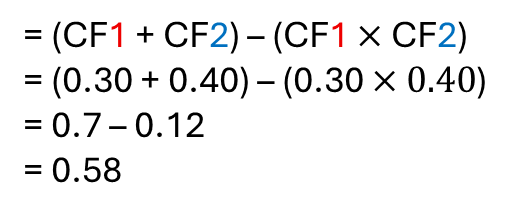 = (CF1 + CF2) – (CF1 × CF2)
= (0.30 + 0.40) – (0.30 × 0.40)
= 0.7 – 0.12
= 0.58